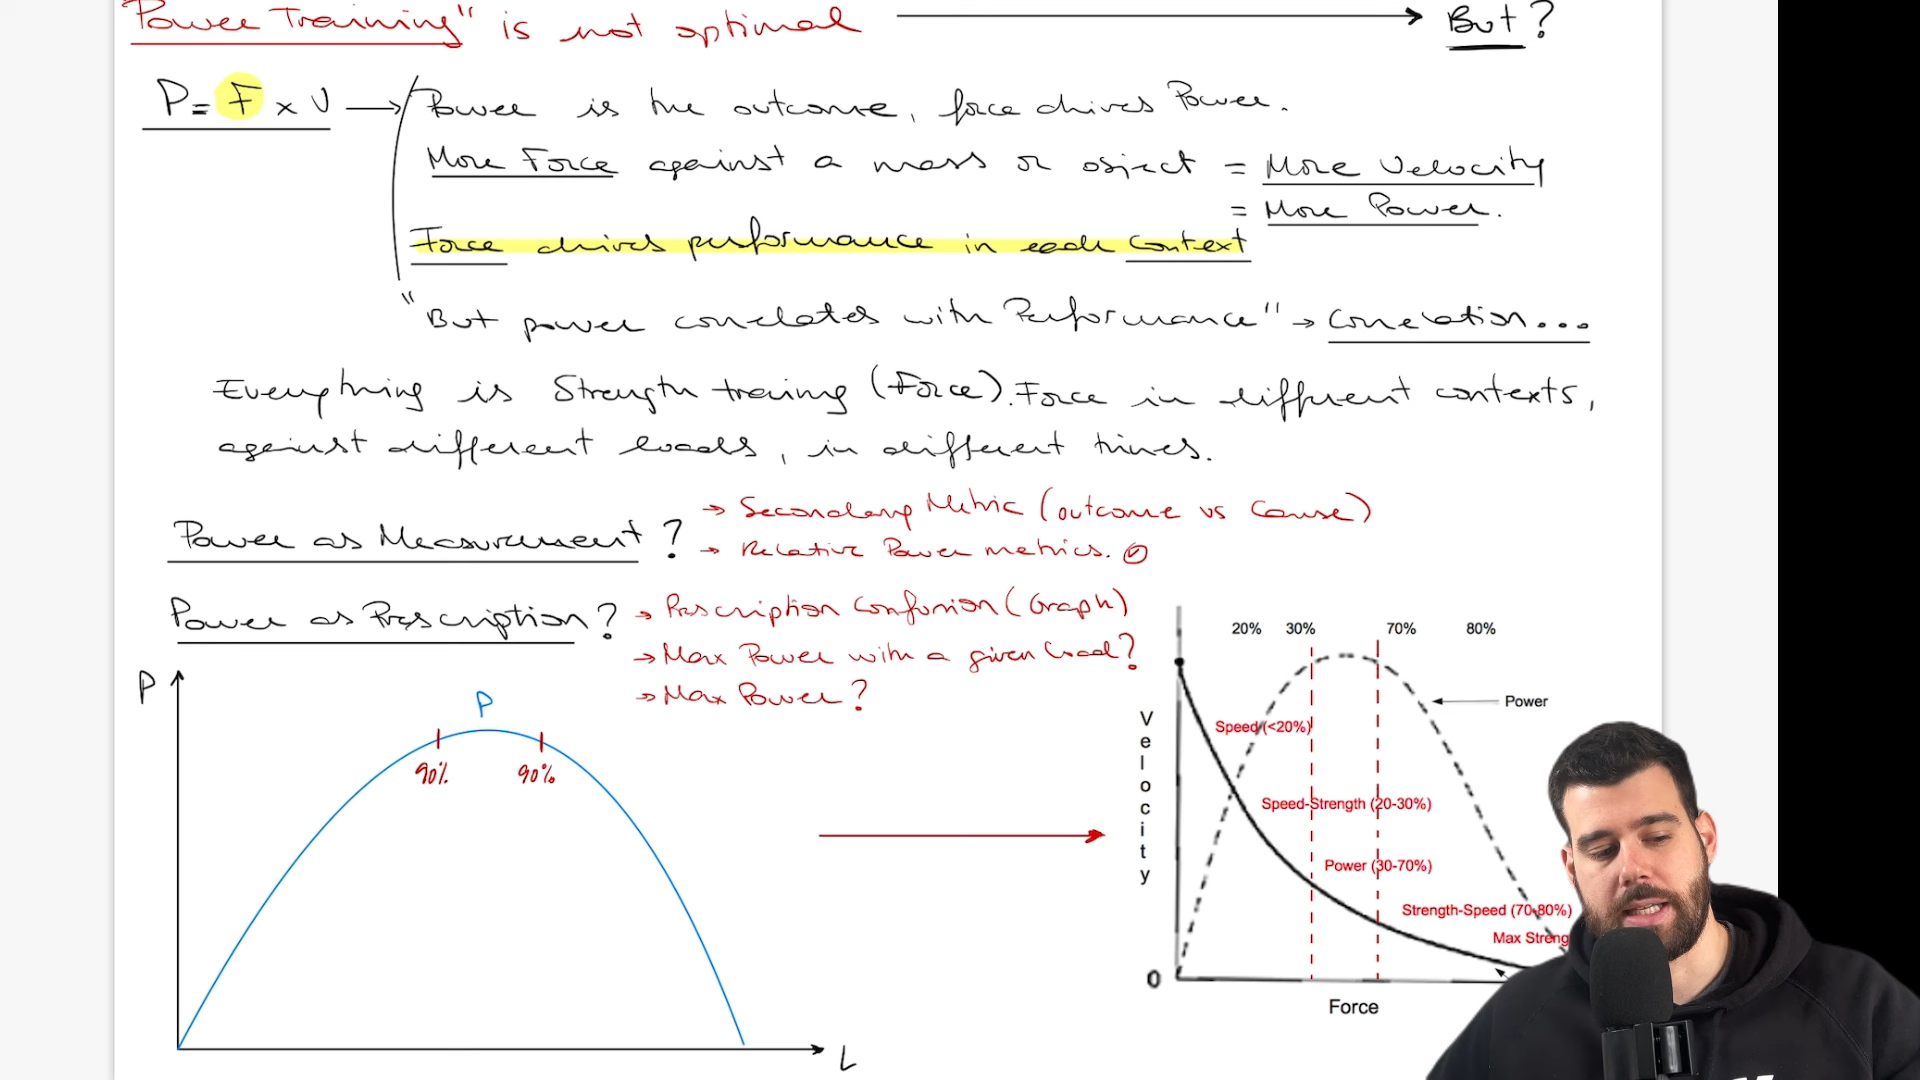 Power Training" is not optimal
But?
P = F x V → Power is the outcome, force drives Power.
More Force against a mass or object = More Velocity
= More Power.
Force drives performance in each context
"But power correlates with Performance" → Correlation...
Everything is Strength training (Force). Force in different contexts,
against different loads, in different times.
Power as Measurement?
→ Secondary Metric (outcome vs cause)
→ Relative Power metrics.
Power as Prescription?
→ Prescription Confusion (Graph)
→ Max Power with a given load?
→ Max Power?
P
P
90%
90%
L
20% 30% 70% 80%
Power
Speed (<20%)
Speed-Strength (20-30%)
Power (30-70%)
Strength-Speed (70-80%)
Max Streng
Velocity
0
Force